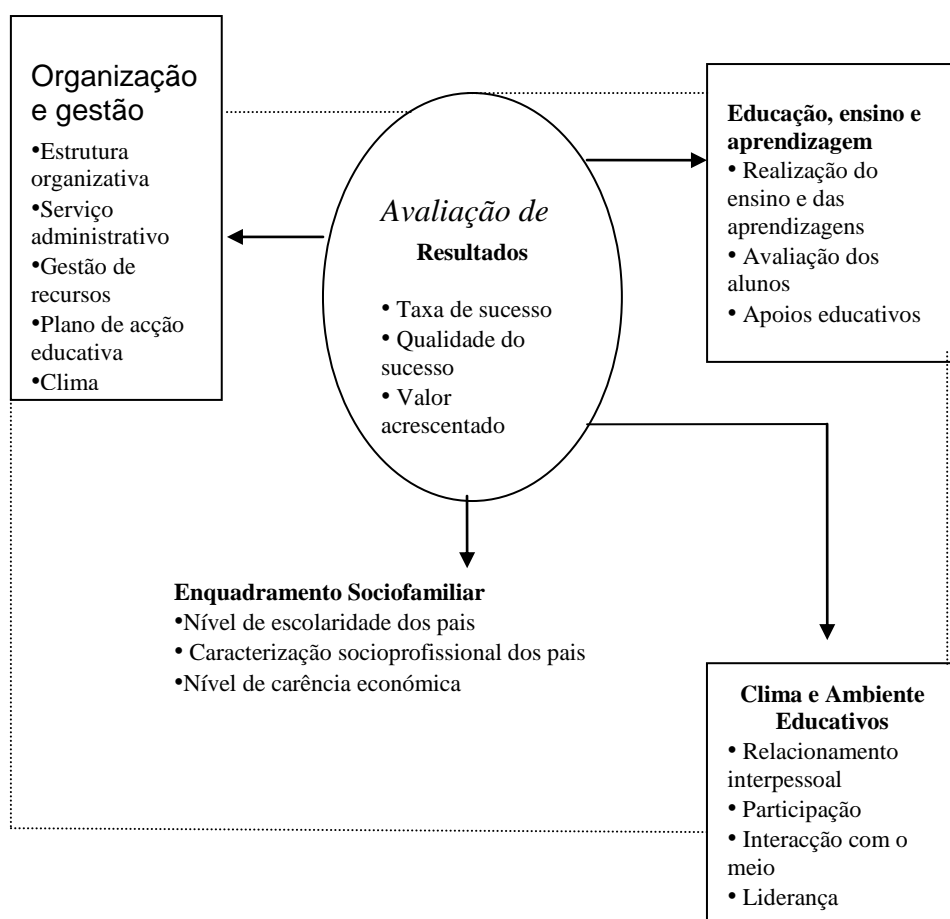 Organização
e gestão
•Estrutura
organizativa
•Serviço
administrativo
•Gestão de
recursos
•Plano de acção
educativa
•Clima
Avaliação de
Resultados
• Taxa de sucesso
• Qualidade do
sucesso
• Valor
acrescentado
Educação, ensino e
aprendizagem
• Realização do
ensino e das
aprendizagens
• Avaliação dos
alunos
• Apoios educativos
Enquadramento Sociofamiliar
•Nível de escolaridade dos pais
• Caracterização socioprofissional dos pais
•Nível de carência económica
Clima e Ambiente
Educativos
• Relacionamento
interpessoal
• Participação
• Interacção com o
meio
• Liderança